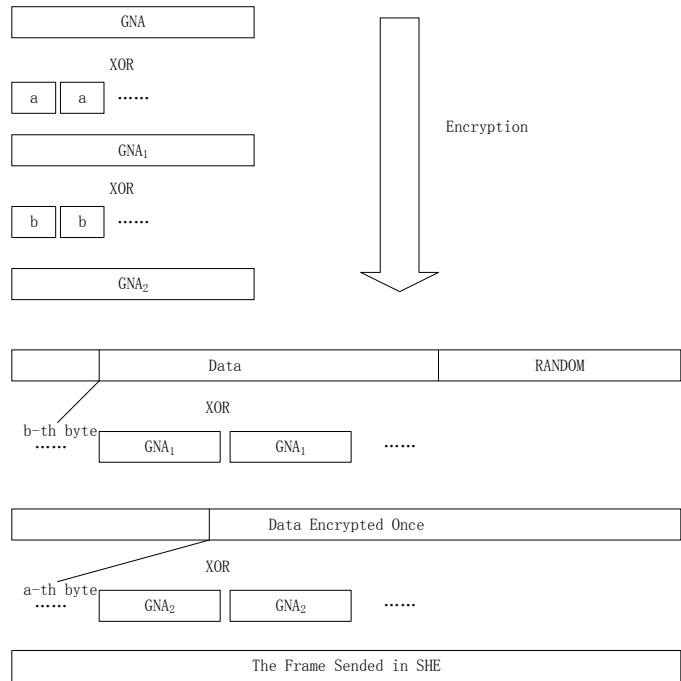 GNA
XOR
a a ……
Encryption
GNA₁
XOR
b b ……
GNA₂
Data RANDOM
XOR
b-th byte
…… GNA₁ GNA₁ ……
Data Encrypted Once
XOR
a-th byte
…… GNA₂ GNA₂ ……
The Frame Sended in SHE